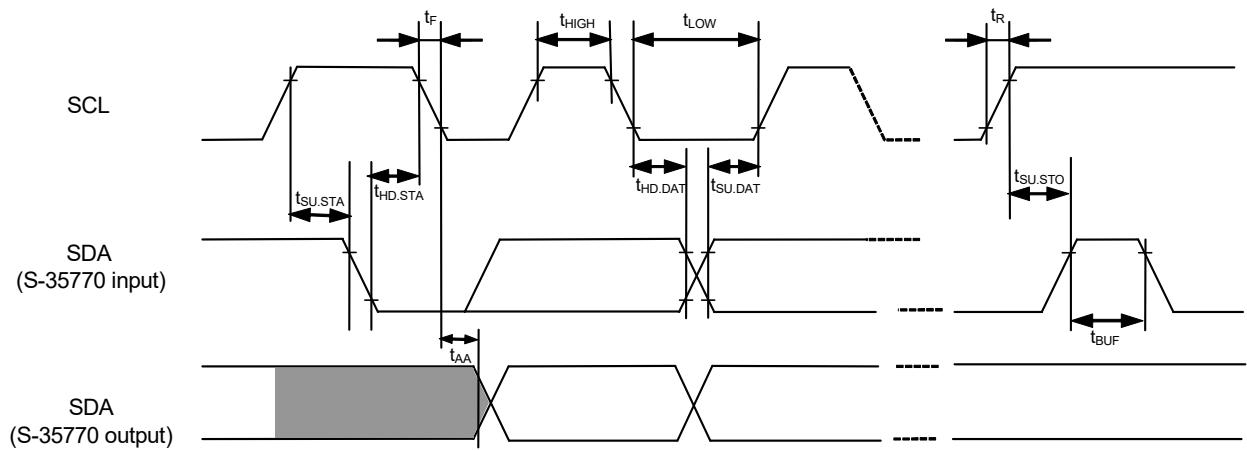 tF
tHIGH
tLOW
tR
SCL
tSU.STA
tHD.STA
tHD.DAT
tSU.DAT
tSU.STO
SDA
(S-35770 input)
tBUF
tAA
SDA
(S-35770 output)